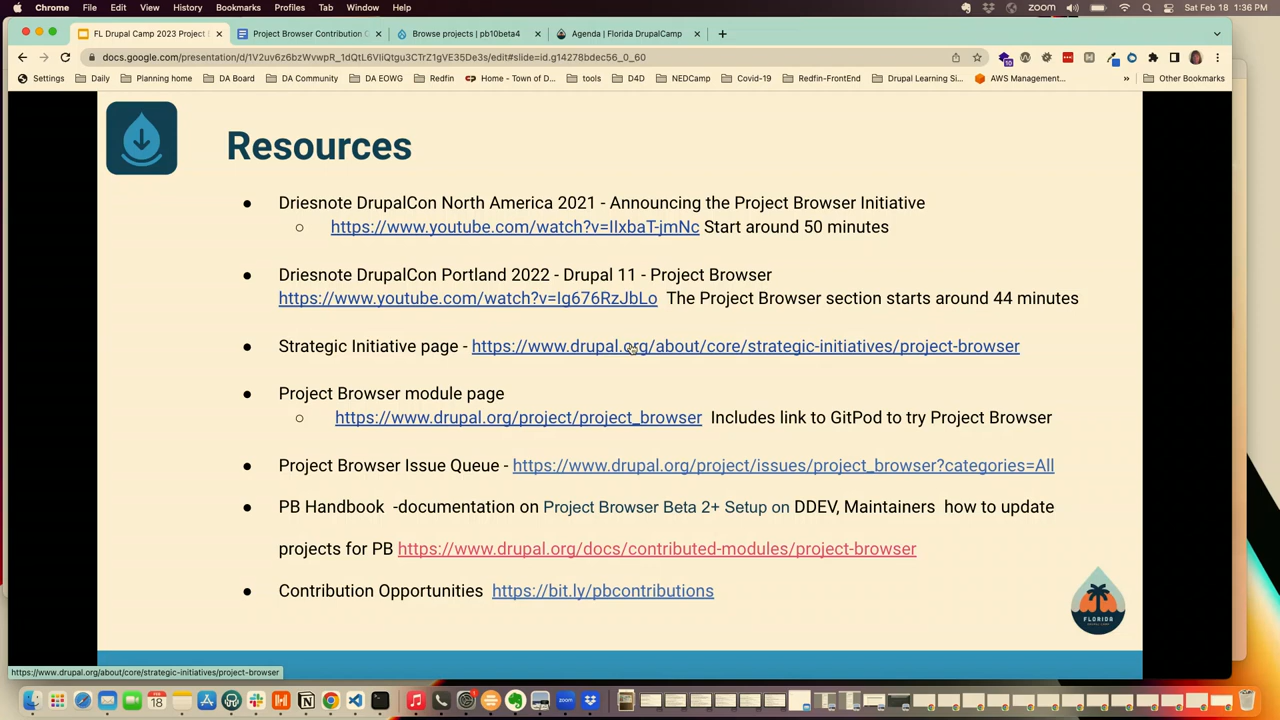 Chrome File Edit View History Bookmarks Profiles Tab Window Help zoom Sat Feb 18 1:36 PM
FL Drupal Camp 2023 Project Project Browser Contribution C Browse projects | pb10beta4 Agenda | Florida DrupalCamp
docs.google.com/presentation/d/1V2uv6z6bzWvwpR_1dQtL6VIiQtgu3CTrZ1gVE35De3s/edit#slide=id.g14278bdec56_0_60
Settings Daily Planning home DA Board DA Community DA EOWG Redfin Home - Town of D... tools D4D NEDCamp Covid-19 Redfin-FrontEnd Drupal Learning Si... AWS Management... » Other Bookmarks
Resources
● Driesnote DrupalCon North America 2021 - Announcing the Project Browser Initiative
○ https://www.youtube.com/watch?v=IlxbaT-jmNc Start around 50 minutes
● Driesnote DrupalCon Portland 2022 - Drupal 11 - Project Browser
https://www.youtube.com/watch?v=Ig676RzJbLo The Project Browser section starts around 44 minutes
● Strategic Initiative page - https://www.drupal.org/about/core/strategic-initiatives/project-browser
● Project Browser module page
○ https://www.drupal.org/project/project_browser Includes link to GitPod to try Project Browser
● Project Browser Issue Queue - https://www.drupal.org/project/issues/project_browser?categories=All
● PB Handbook -documentation on Project Browser Beta 2+ Setup on DDEV, Maintainers how to update
projects for PB https://www.drupal.org/docs/contributed-modules/project-browser
● Contribution Opportunities https://bit.ly/pbcontributions
FLORIDA
https://www.drupal.org/about/core/strategic-initiatives/project-browser